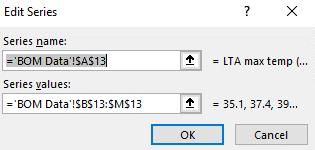 Edit Series
Series name:
='BOM Data'!$A$13 = LTA max temp (...
Series values:
='BOM Data'!$B$13:$M$13 = 35.1, 37.4, 39...
OK Cancel